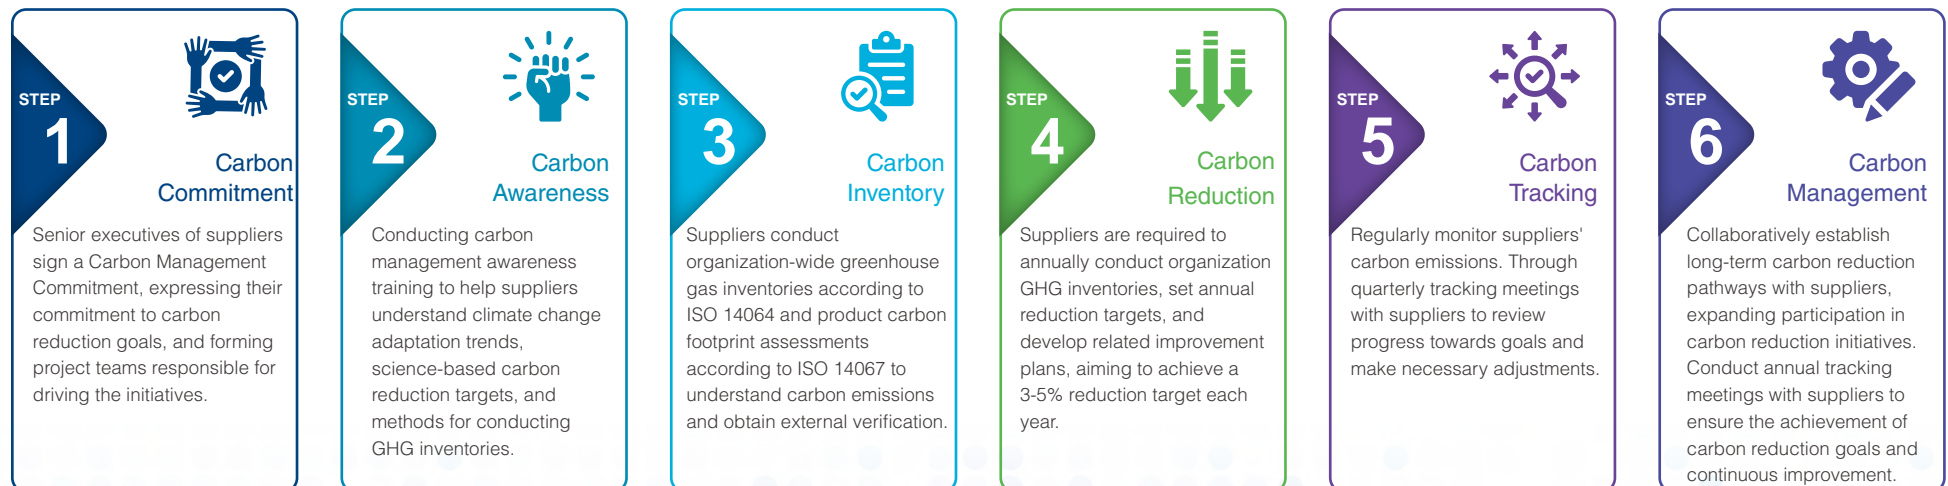 STEP
1
Carbon
Commitment
Senior executives of suppliers
sign a Carbon Management
Commitment, expressing their
commitment to carbon
reduction goals, and forming
project teams responsible for
driving the initiatives.
STEP
2
Carbon
Awareness
Conducting carbon
management awareness
training to help suppliers
understand climate change
adaptation trends,
science-based carbon
reduction targets, and
methods for conducting
GHG inventories.
STEP
3
Carbon
Inventory
Suppliers conduct
organization-wide greenhouse
gas inventories according to
ISO 14064 and product carbon
footprint assessments
according to ISO 14067 to
understand carbon emissions
and obtain external verification.
STEP
4
Carbon
Reduction
Suppliers are required to
annually conduct organization
GHG inventories, set annual
reduction targets, and
develop related improvement
plans, aiming to achieve a
3-5% reduction target each
year.
STEP
5
Carbon
Tracking
Regularly monitor suppliers'
carbon emissions. Through
quarterly tracking meetings
with suppliers to review
progress towards goals and
make necessary adjustments.
STEP
6
Carbon
Management
Collaboratively establish
long-term carbon reduction
pathways with suppliers,
expanding participation in
carbon reduction initiatives.
Conduct annual tracking
meetings with suppliers to
ensure the achievement of
carbon reduction goals and
continuous improvement.